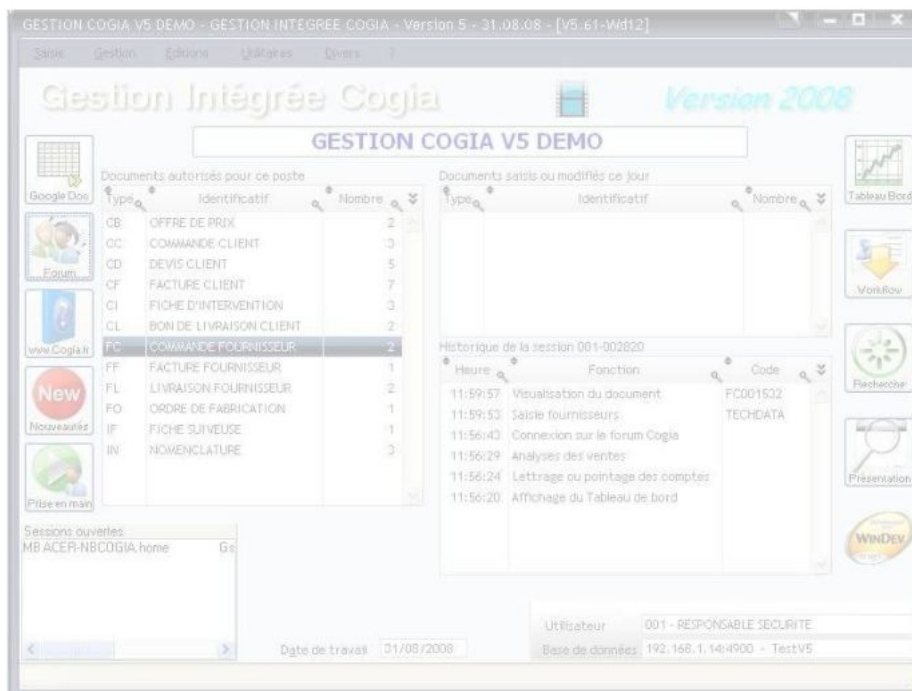 GESTION COGIA V5 DEMO - GESTION INTEGREE COGIA - Version 5 - 31.08.08 - [V5.61-Wd12]
Saisie Gestion Editions Utilitaires Divers ?
Gestion Intégrée Cogia Version 2008
GESTION COGIA V5 DEMO
Google Doc
Forum
www.Cogia.fr
New
Nouveautés
Prise en main
Documents autorisés pour ce poste
Type Identificatif Nombre
CB OFFRE DE PRIX 2
CC COMMANDE CLIENT 3
CD DEVIS CLIENT 5
CF FACTURE CLIENT 7
CI FICHE D'INTERVENTION 3
CL BON DE LIVRAISON CLIENT 2
FC COMMANDE FOURNISSEUR 2
FF FACTURE FOURNISSEUR 1
FL LIVRAISON FOURNISSEUR 2
FO ORDRE DE FABRICATION 1
IF FICHE SUIVEUSE 1
IN NOMENCLATURE 3
Documents saisis ou modifiés ce jour
Type Identificatif Nombre
Historique de la session 001-002820
Heure Fonction Code
11:59:57 Visualisation du document FC001532
11:59:53 Saisie fournisseurs TECHDATA
11:56:43 Connexion sur le forum Cogia
11:56:29 Analyses des ventes
11:56:24 Lettrage ou pointage des comptes
11:56:20 Affichage du Tableau de bord
Tableau Bord
Workflow
Recherche
Présentation
WINDEV
Sessions ouvertes
MB ACER-NBCOGIA.home Gs
Date de travail 31/08/2008
Utilisateur 001 - RESPONSABLE SECURITE
Base de données 192.168.1.14:4900 - TestV5